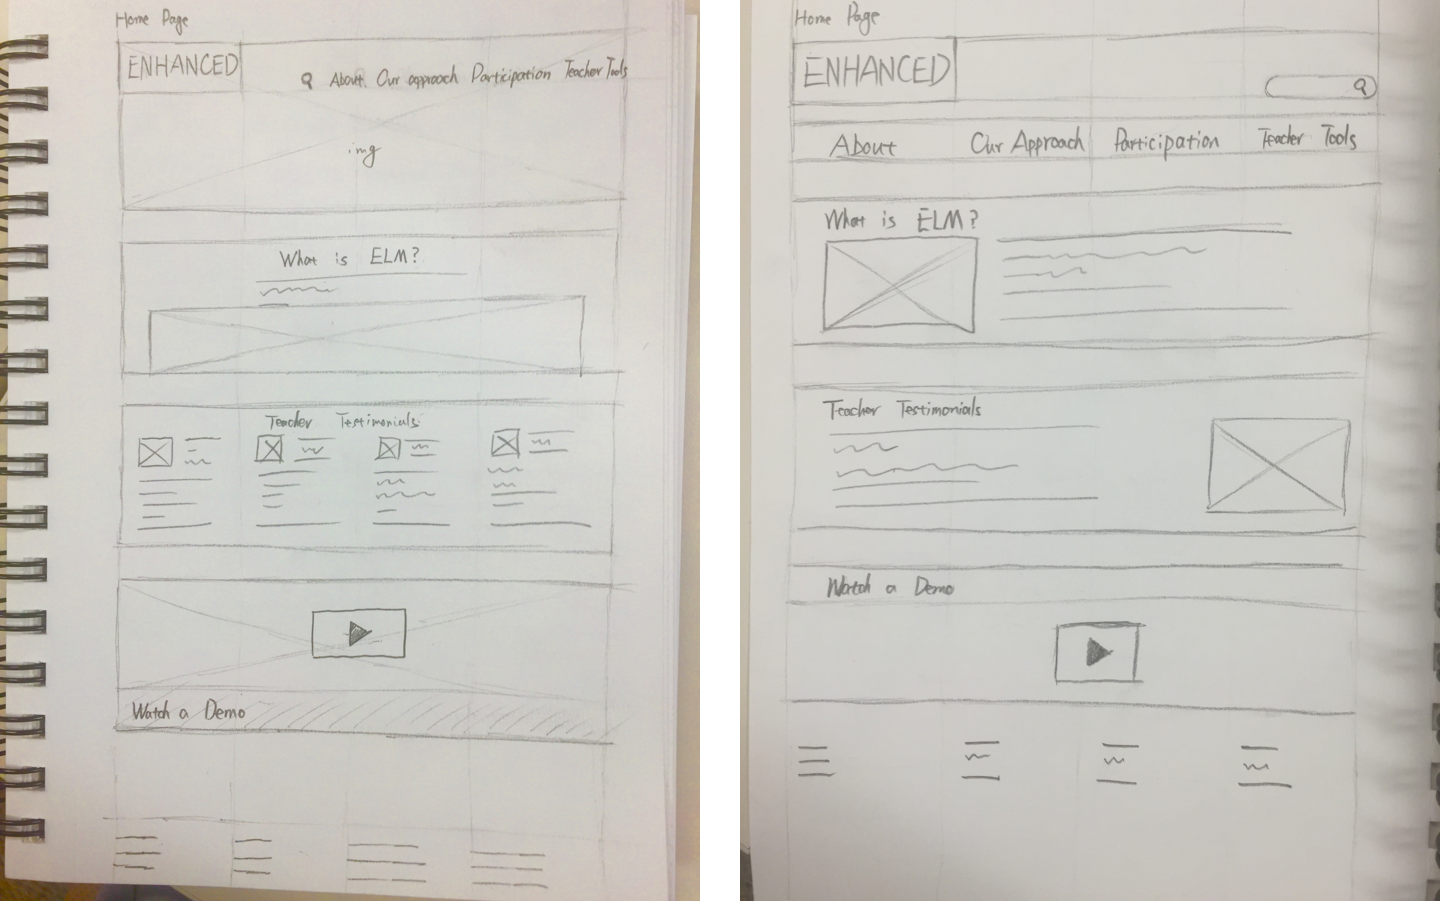 Home Page
ENHANCED
About Our approach Participation Teacher Tools
img
What is ELM?
Teacher Testimonials
Watch a Demo
Home Page
ENHANCED
About Our Approach Participation Teacher Tools
What is ELM?
Teacher Testimonials
Watch a Demo